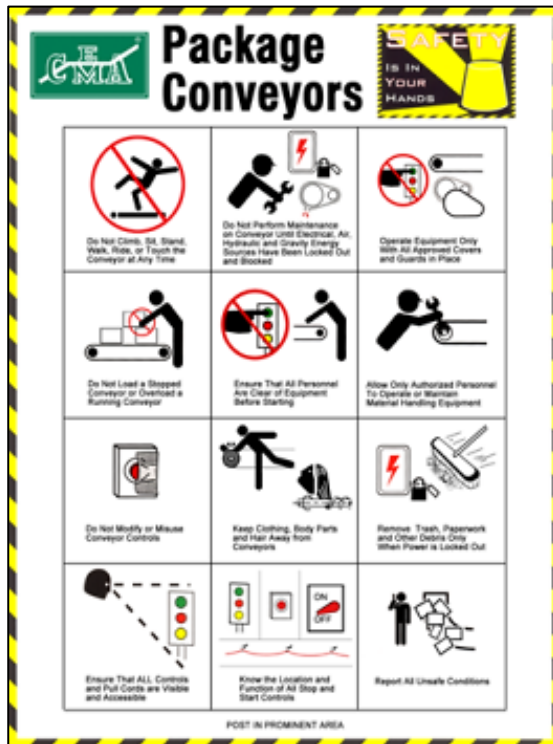 CEMA
Package
Conveyors
SAFETY
IS IN
YOUR
HANDS
Do Not Climb, Sit, Stand,
Walk, Ride, or Touch the
Conveyor at Any Time
Do Not Perform Maintenance
on Conveyor Until Electrical, Air,
Hydraulic and Gravity Energy
Sources Have Been Locked Out
and Blocked
Operate Equipment Only
With All Approved Covers
and Guards in Place
Do Not Load a Stopped
Conveyor or Overload a
Running Conveyor
Ensure That All Personnel
Are Clear of Equipment
Before Starting
Allow Only Authorized Personnel
To Operate or Maintain
Material Handling Equipment
Do Not Modify or Misuse
Conveyor Controls
Keep Clothing, Body Parts
and Hair Away from
Conveyors
Remove Trash, Paperwork
and Other Debris Only
When Power is Locked Out
Ensure That ALL Controls
and Pull Cords are Visible
and Accessible
ON
OFF
Know the Location and
Function of All Stop and
Start Controls
Report All Unsafe Conditions
POST IN PROMINENT AREA